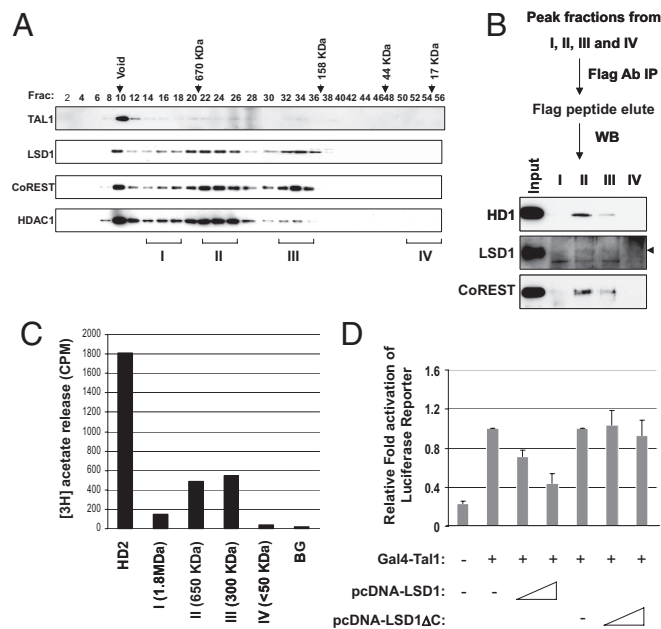 A
Void
670 KDa
158 KDa
44 KDa
17 KDa
Frac: 2 4 6 8 10 12 14 16 18 20 22 24 26 28 30 32 34 36 38 40 42 44 46 48 50 52 54 56
TAL1
LSD1
CoREST
HDAC1
I II III IV
B
Peak fractions from
I, II, III and IV
Flag Ab IP
Flag peptide elute
WB
Input I II III IV
HD1
LSD1
CoREST
C
[3H] acetate release (CPM)
2000
1800
1600
1400
1200
1000
800
600
400
200
0
HD2
I (1.8MDa)
II (650 KDa)
III (300 KDa)
IV (<50 KDa)
BG
D
Relative Fold activation of
Luciferase Reporter
1.6
1.2
0.8
0.4
0
Gal4-Tal1: - + + + + + +
pcDNA-LSD1: - -
pcDNA-LSD1ΔC: -